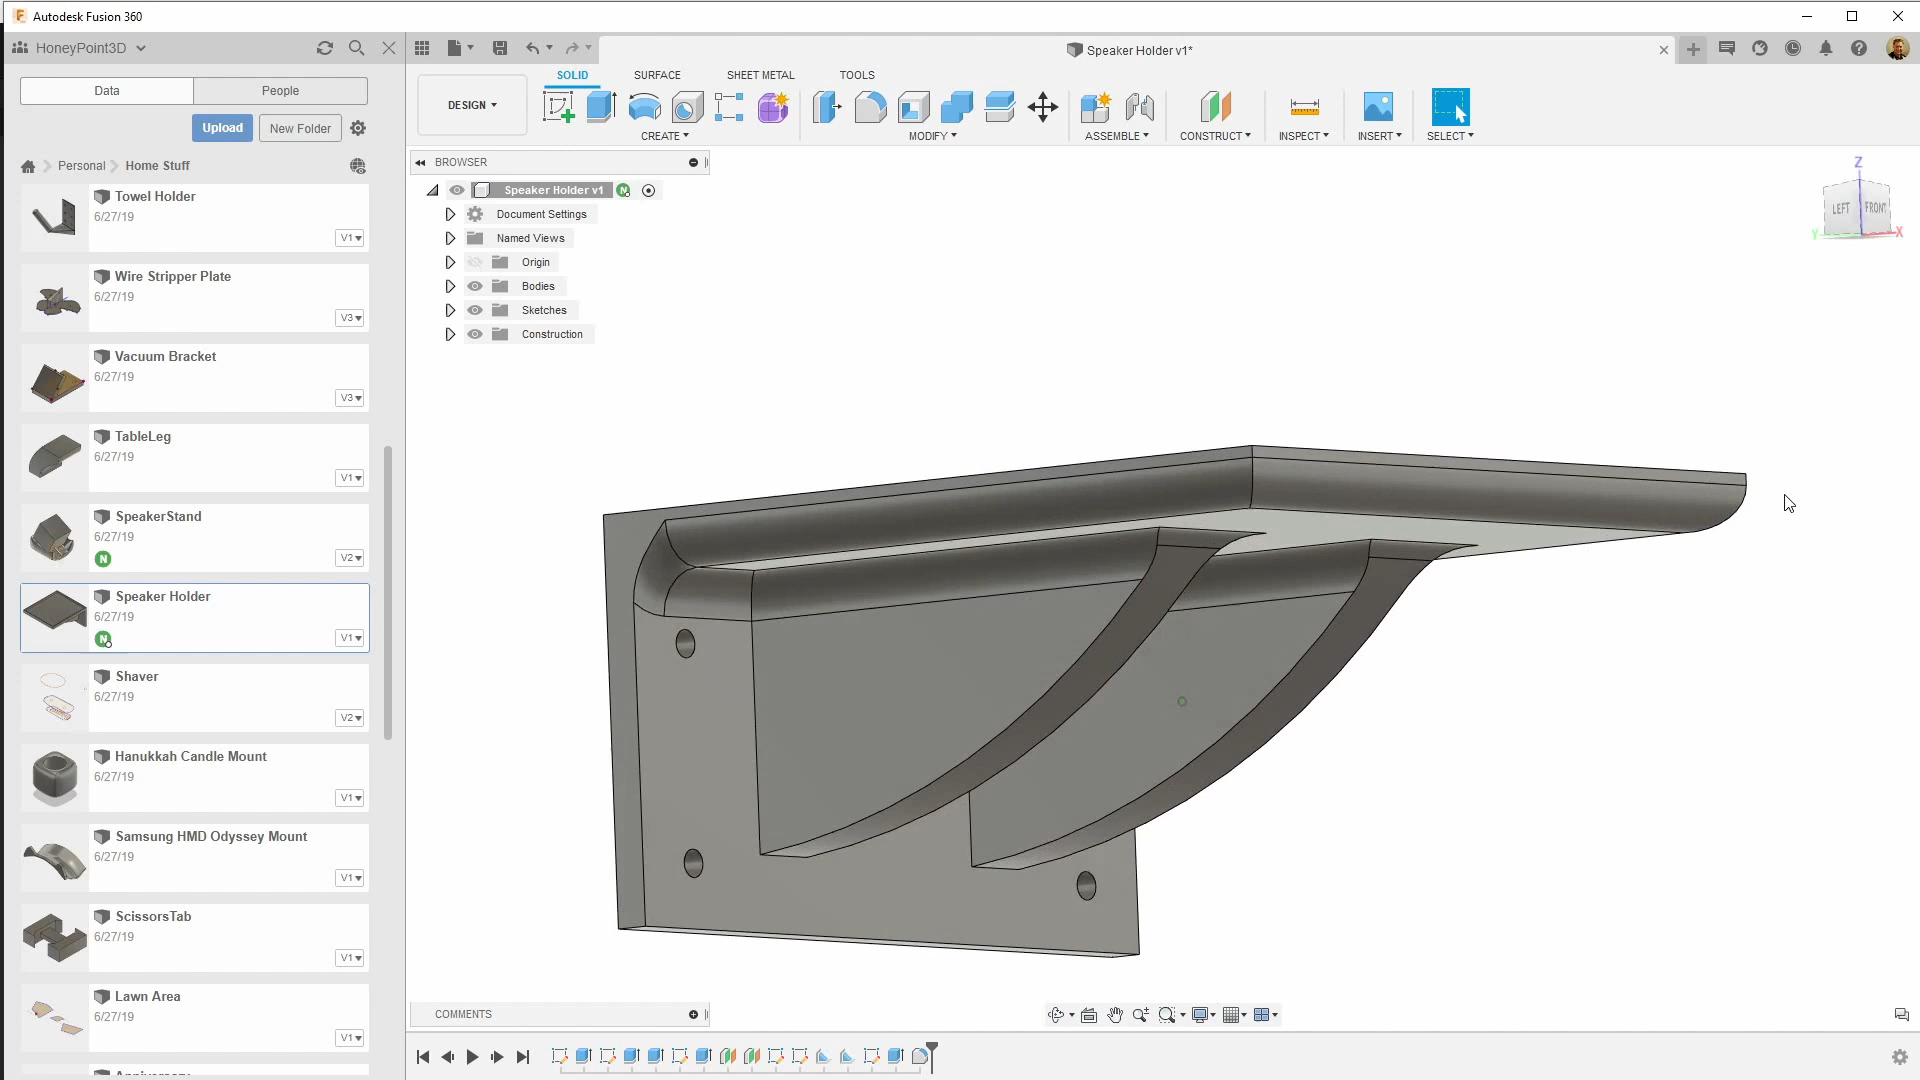 Autodesk Fusion 360
HoneyPoint3D
Speaker Holder v1*
Data
People
Upload
New Folder
Personal
Home Stuff
Towel Holder
6/27/19
V1
Wire Stripper Plate
6/27/19
V3
Vacuum Bracket
6/27/19
V3
TableLeg
6/27/19
V1
SpeakerStand
6/27/19
N
V2
Speaker Holder
6/27/19
N
V1
Shaver
6/27/19
V2
Hanukkah Candle Mount
6/27/19
V1
Samsung HMD Odyssey Mount
6/27/19
V1
ScissorsTab
6/27/19
V1
Lawn Area
6/27/19
V1
DESIGN
SOLID
SURFACE
SHEET METAL
TOOLS
CREATE
MODIFY
ASSEMBLE
CONSTRUCT
INSPECT
INSERT
SELECT
BROWSER
Speaker Holder v1
N
Document Settings
Named Views
Origin
Bodies
Sketches
Construction
Z
LEFT
FRONT
Y
X
COMMENTS